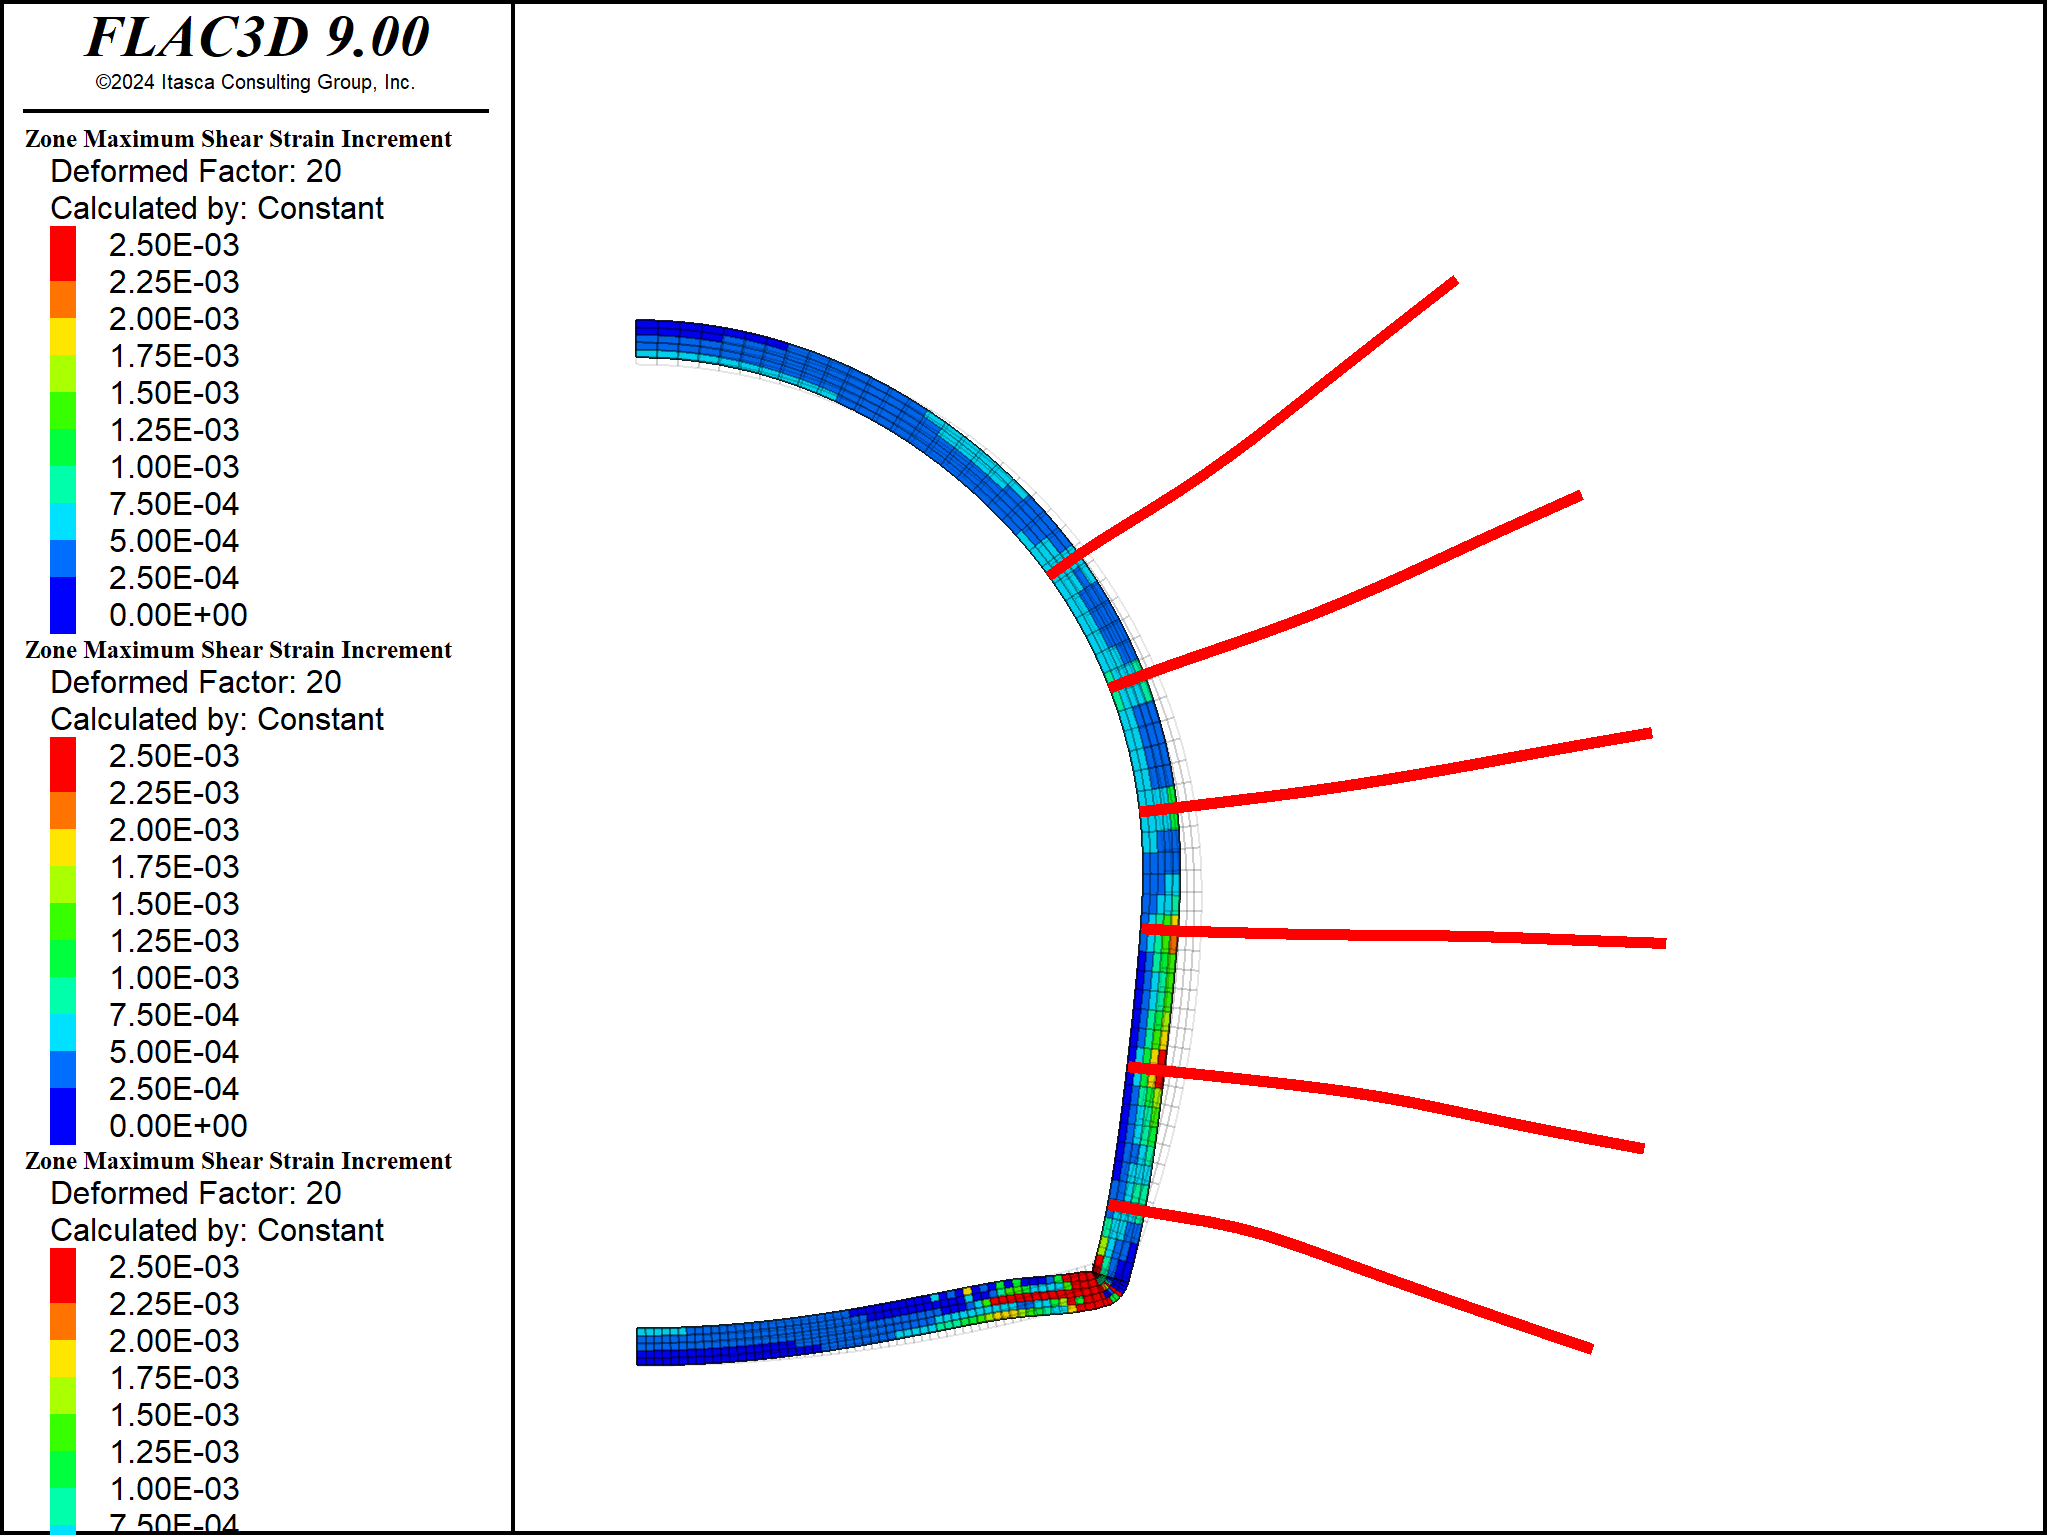 FLAC3D 9.00
©2024 Itasca Consulting Group, Inc.
Zone Maximum Shear Strain Increment
Deformed Factor: 20
Calculated by: Constant
2.50E-03
2.25E-03
2.00E-03
1.75E-03
1.50E-03
1.25E-03
1.00E-03
7.50E-04
5.00E-04
2.50E-04
0.00E+00
Zone Maximum Shear Strain Increment
Deformed Factor: 20
Calculated by: Constant
2.50E-03
2.25E-03
2.00E-03
1.75E-03
1.50E-03
1.25E-03
1.00E-03
7.50E-04
5.00E-04
2.50E-04
0.00E+00
Zone Maximum Shear Strain Increment
Deformed Factor: 20
Calculated by: Constant
2.50E-03
2.25E-03
2.00E-03
1.75E-03
1.50E-03
1.25E-03
1.00E-03
7.50E-04